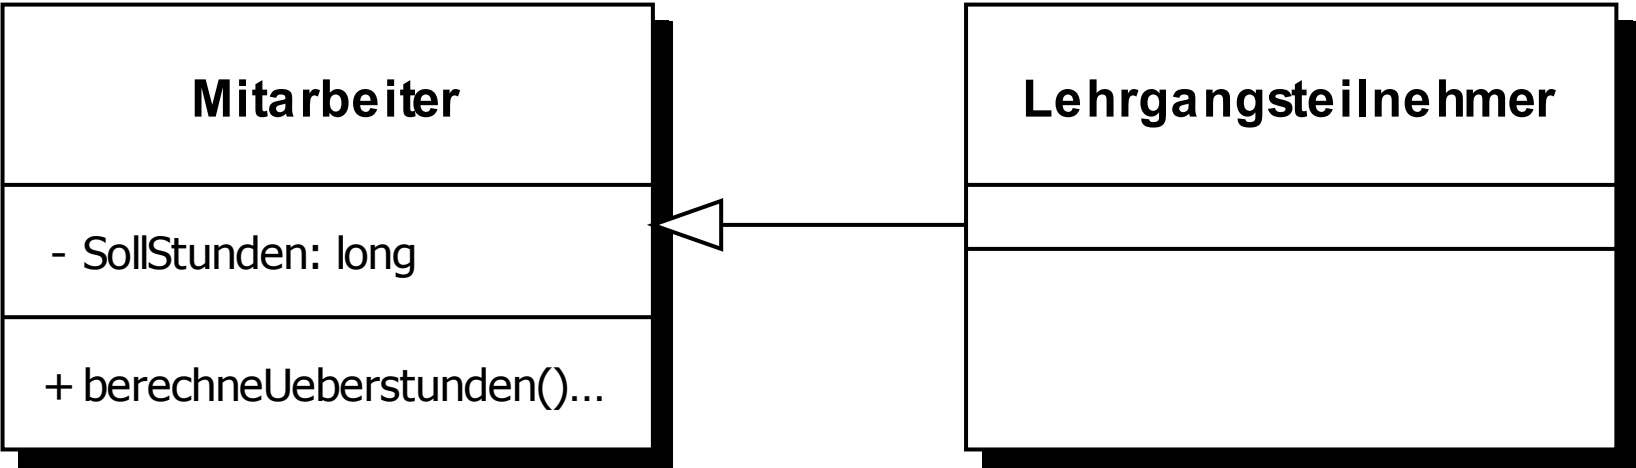 Mitarbeiter
- SollStunden: long
+ berechneUeberstunden()...
Lehrgangsteilnehmer